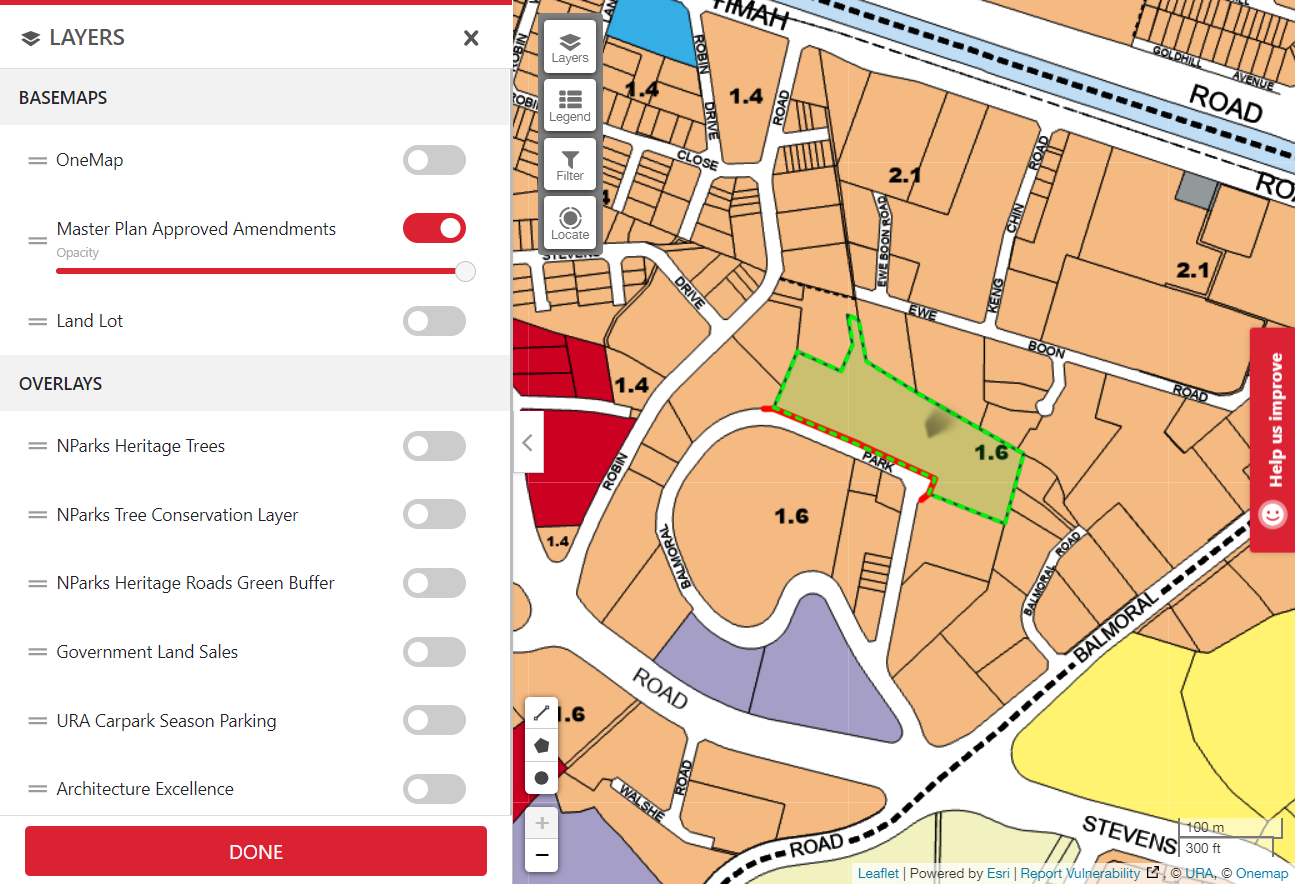 LAYERS
BASEMAPS
OneMap
Master Plan Approved Amendments
Opacity
Land Lot
OVERLAYS
NParks Heritage Trees
NParks Tree Conservation Layer
NParks Heritage Roads Green Buffer
Government Land Sales
URA Carpark Season Parking
Architecture Excellence
DONE
Layers
Legend
Filter
Locate
TIMAH
ROAD
GOLDHILL
AVENUE
ROBIN
DRIVE
ROAD
CLOSE
1.4
1.4
2.1
2.1
EWE BOON ROAD
KENG
CHIN
ROAD
STEVENS
DRIVE
EWE
BOON
ROAD
1.4
ROBIN
PARK
1.6
1.6
1.4
BALMORAL
BALMORAL
ROAD
BALMORAL
ROAD
1.6
ROAD
WALSHE
ROAD
STEVENS
Help us improve
100 m
300 ft
Leaflet | Powered by Esri | Report Vulnerability , © URA, © Onemap